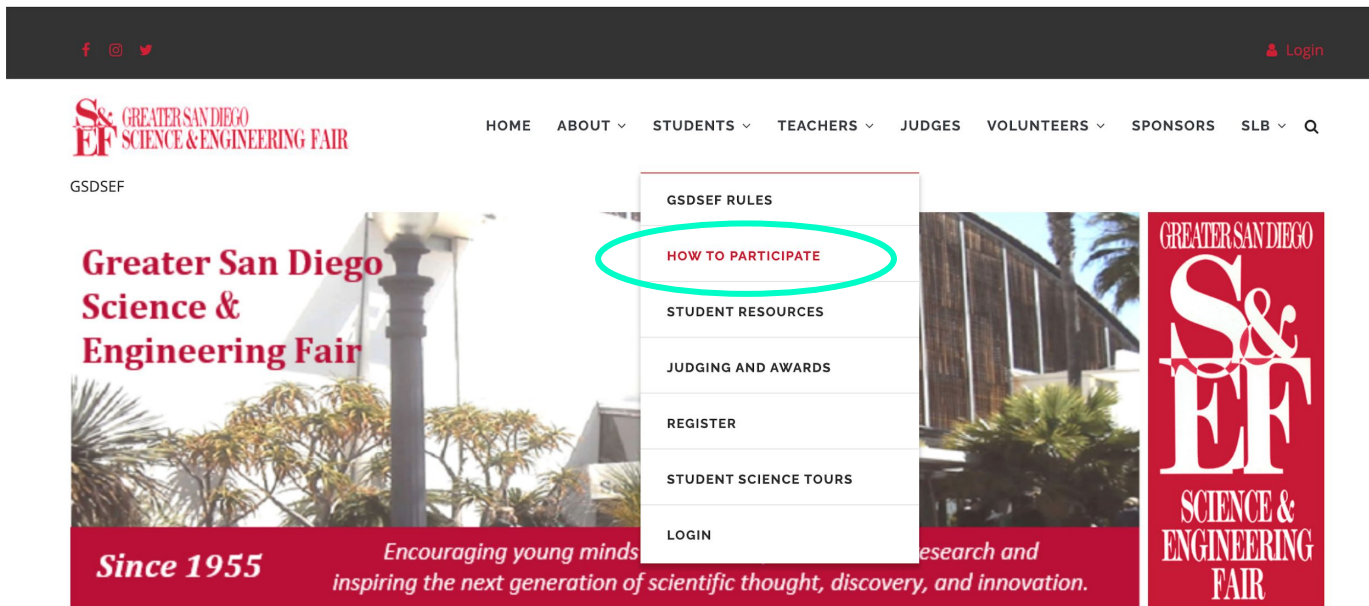 Login
S&EF GREATER SAN DIEGO
SCIENCE & ENGINEERING FAIR
HOME ABOUT STUDENTS TEACHERS JUDGES VOLUNTEERS SPONSORS SLB
GSDSEF
GSDSEF RULES
HOW TO PARTICIPATE
STUDENT RESOURCES
JUDGING AND AWARDS
REGISTER
STUDENT SCIENCE TOURS
LOGIN
Greater San Diego
Science &
Engineering Fair
Since 1955
Encouraging young minds
and
inspiring the next generation of scientific thought, discovery, and innovation.
GREATER SAN DIEGO
S&
EF
SCIENCE &
ENGINEERING
FAIR